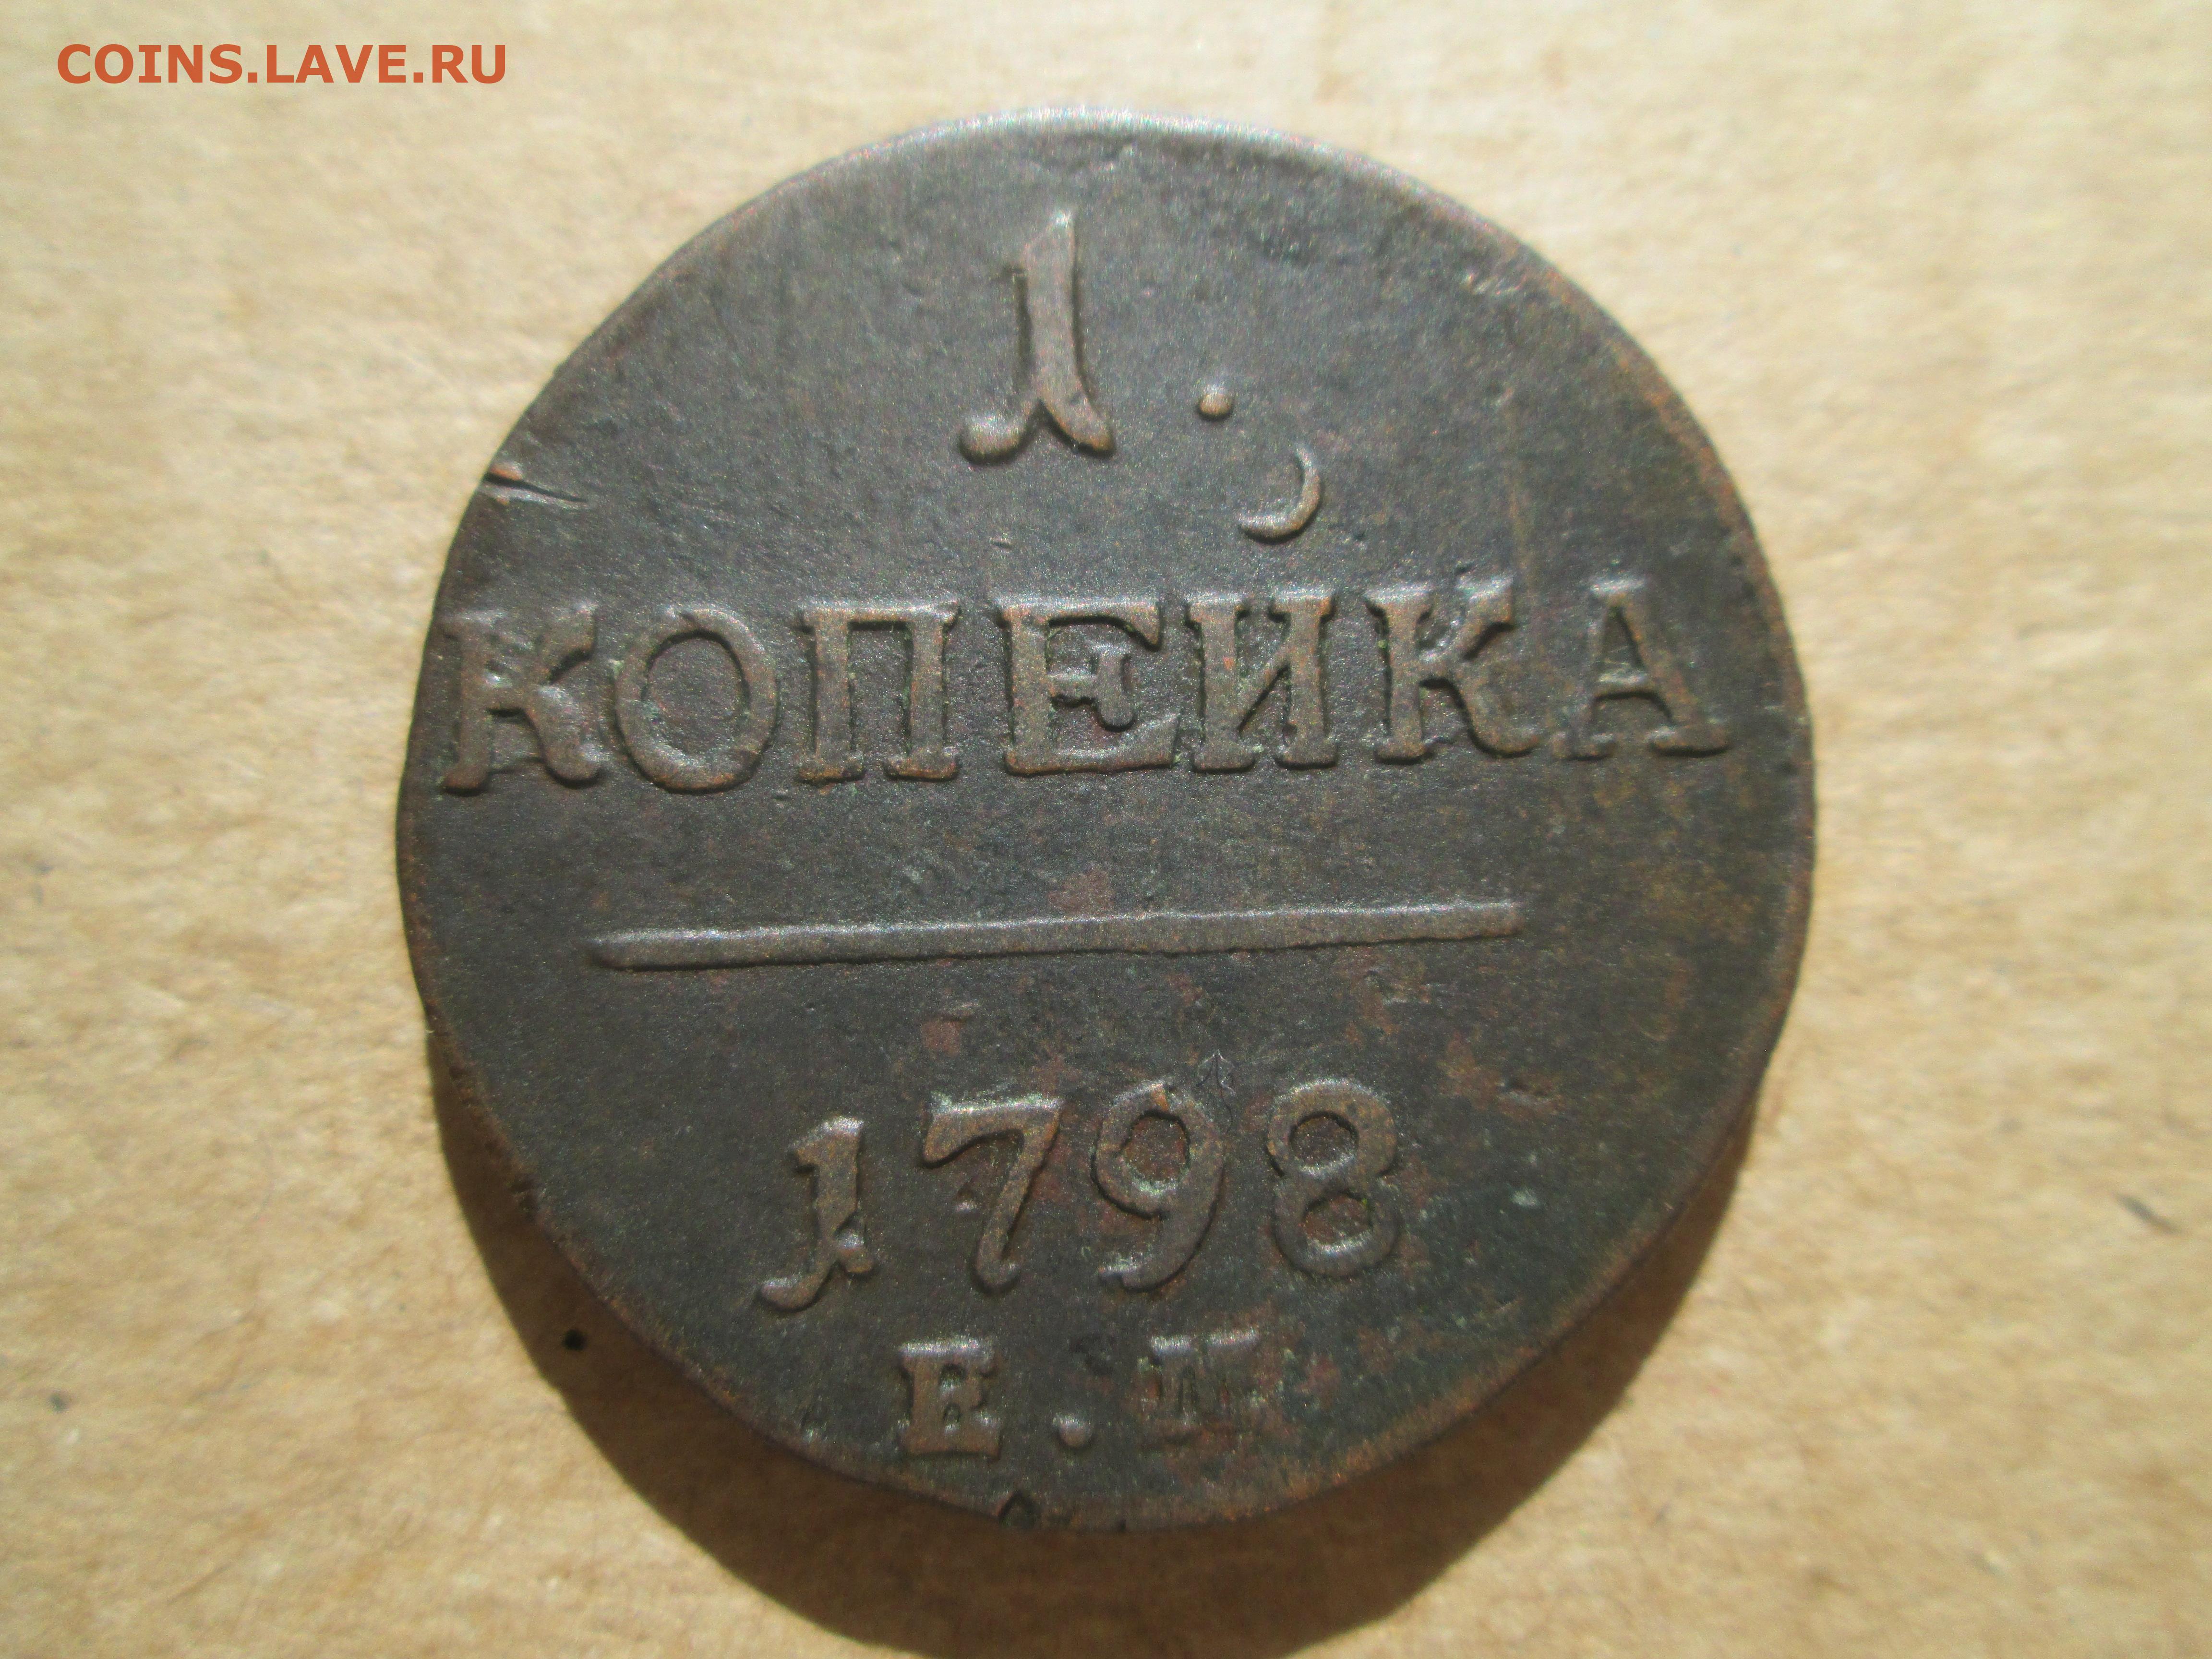 COINS.LAVE.RU
1.
КОПЕЙКА
1798
Е.М